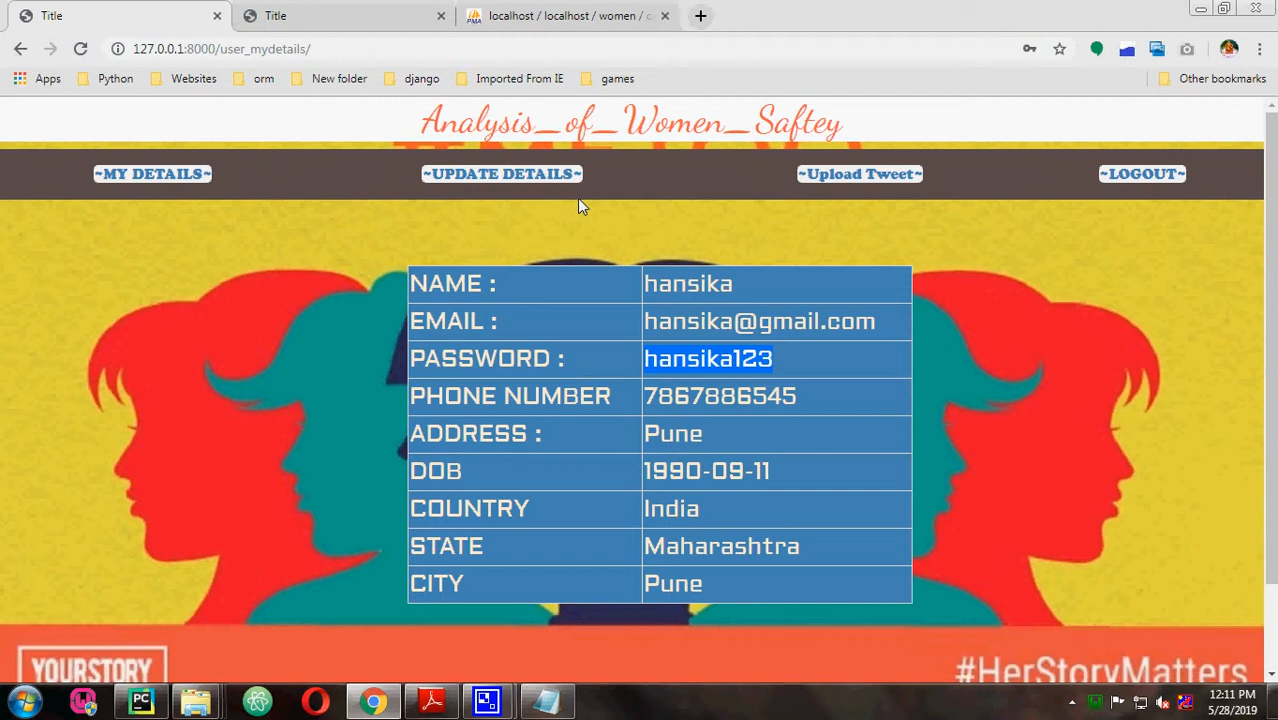 Title
Title
localhost / localhost / women / c
127.0.0.1:8000/user_mydetails/
Apps Python Websites orm New folder django Imported From IE games Other bookmarks
Analysis_of_Women_Saftey
~MY DETAILS~ ~UPDATE DETAILS~ ~Upload Tweet~ ~LOGOUT~
NAME : hansika
EMAIL : hansika@gmail.com
PASSWORD : hansika123
PHONE NUMBER 7867886545
ADDRESS : Pune
DOB 1990-09-11
COUNTRY India
STATE Maharashtra
CITY Pune
YOURSTORY #HerStoryMatters
12:11 PM
5/28/2019